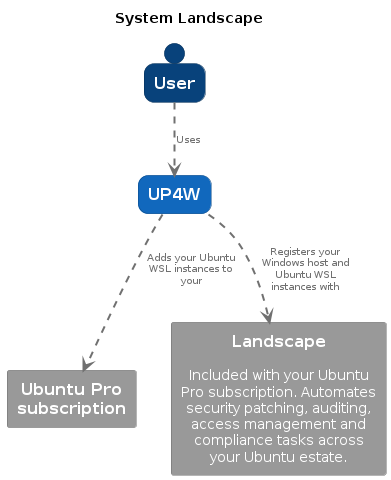 System Landscape
User
Uses
UP4W
Adds your Ubuntu
WSL instances to
your
Registers your
Windows host and
Ubuntu WSL
instances with
Ubuntu Pro
subscription
Landscape
Included with your Ubuntu
Pro subscription. Automates
security patching, auditing,
access management and
compliance tasks across
your Ubuntu estate.